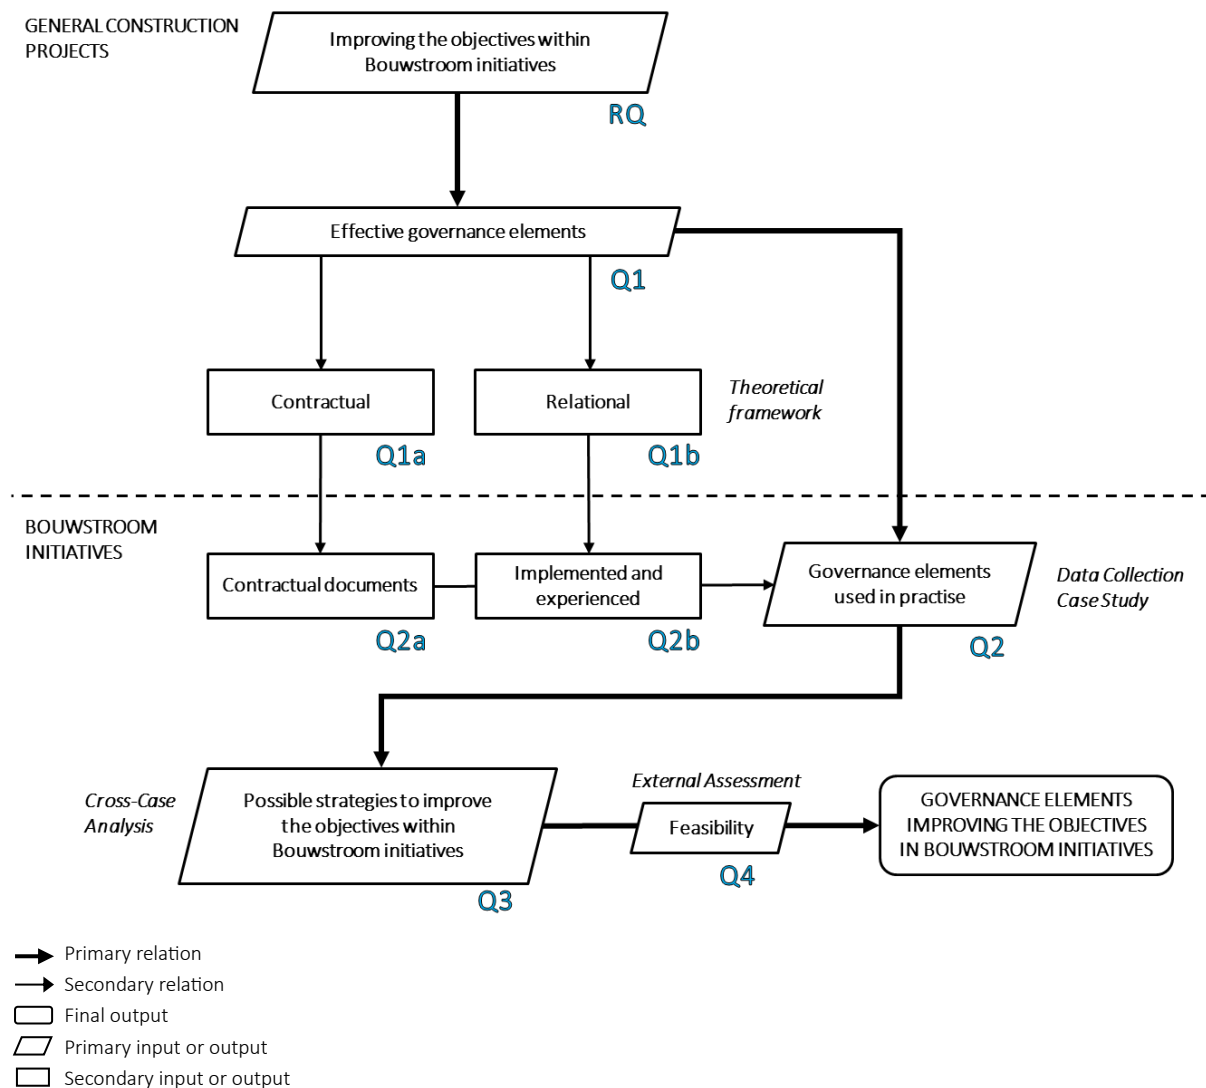 GENERAL CONSTRUCTION
PROJECTS
Improving the objectives within
Bouwstroom initiatives
RQ
Effective governance elements
Q1
Contractual
Q1a
Relational
Q1b
Theoretical
framework
BOUWSTROOM
INITIATIVES
Contractual documents
Q2a
Implemented and
experienced
Q2b
Governance elements
used in practise
Q2
Data Collection
Case Study
Cross-Case
Analysis
Possible strategies to improve
the objectives within
Bouwstroom initiatives
Q3
External Assessment
Feasibility
Q4
GOVERNANCE ELEMENTS
IMPROVING THE OBJECTIVES
IN BOUWSTROOM INITIATIVES
Primary relation
Secondary relation
Final output
Primary input or output
Secondary input or output